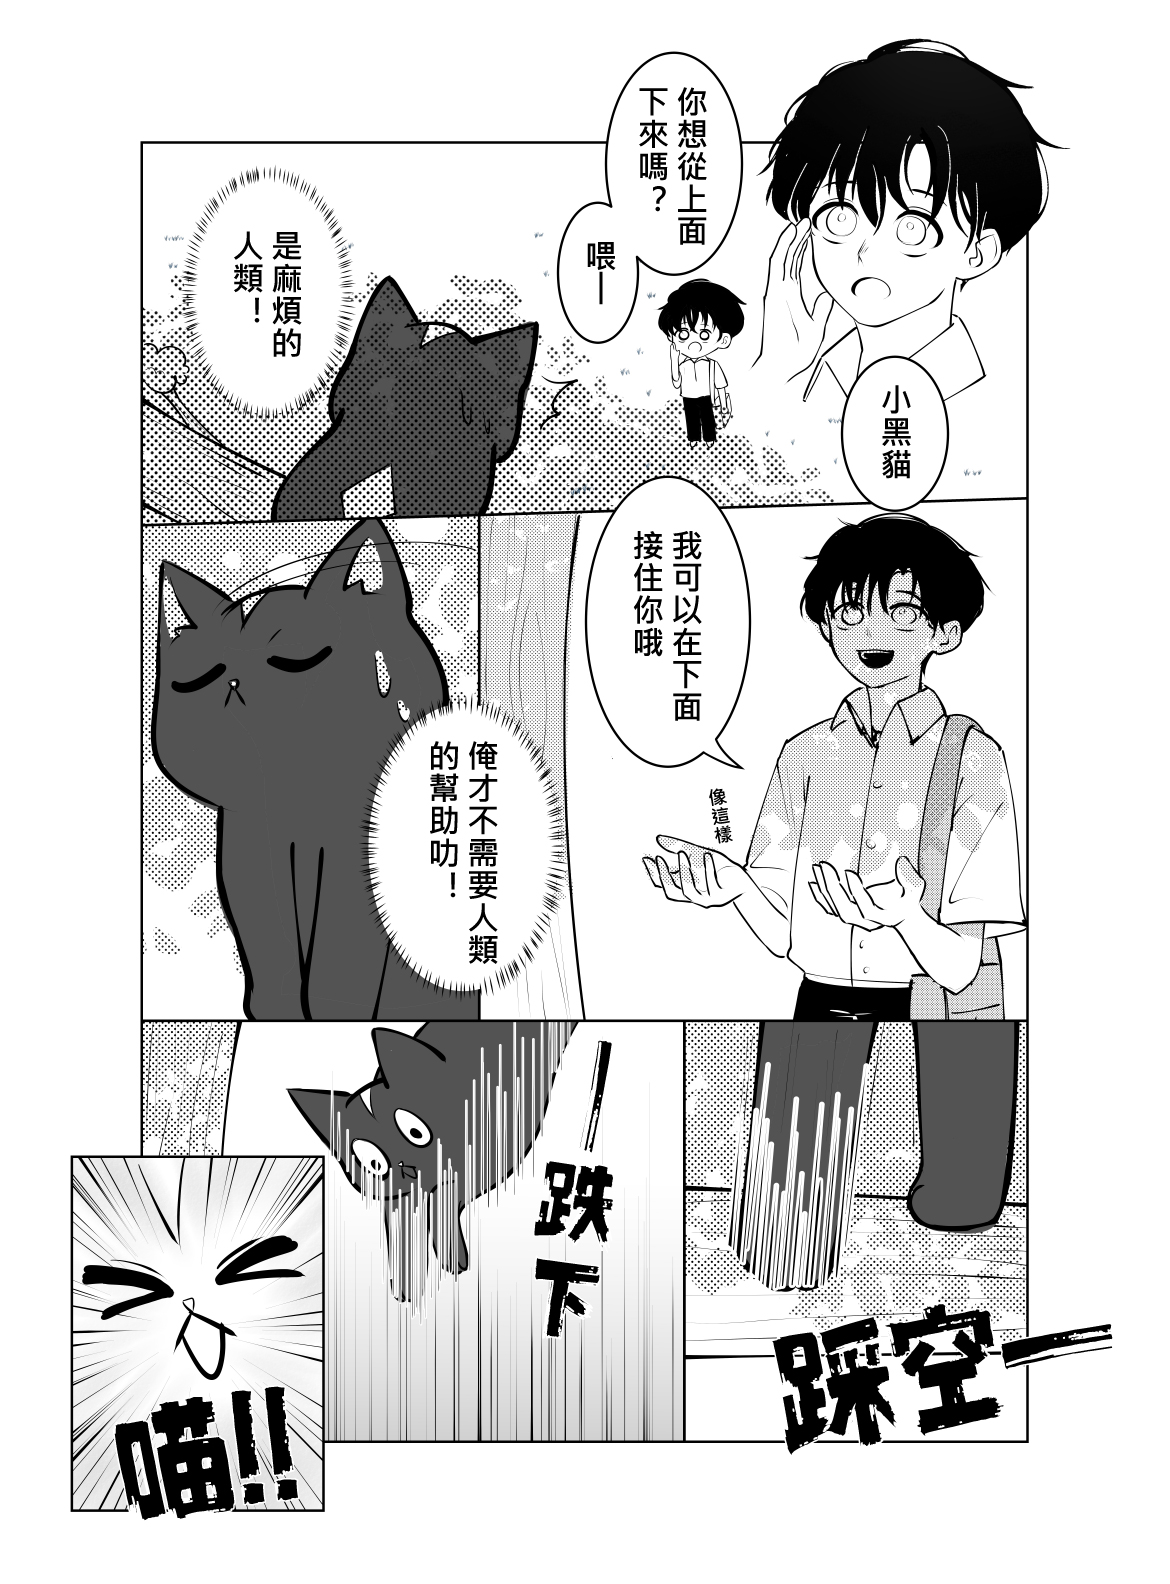 小黑貓
你想從上面
下來嗎？
喂—
是麻煩的
人類！
我可以在下面
接住你哦
像這樣
俺才不需要人類
的幫助叻！
踩空—
—跌下
喵!!